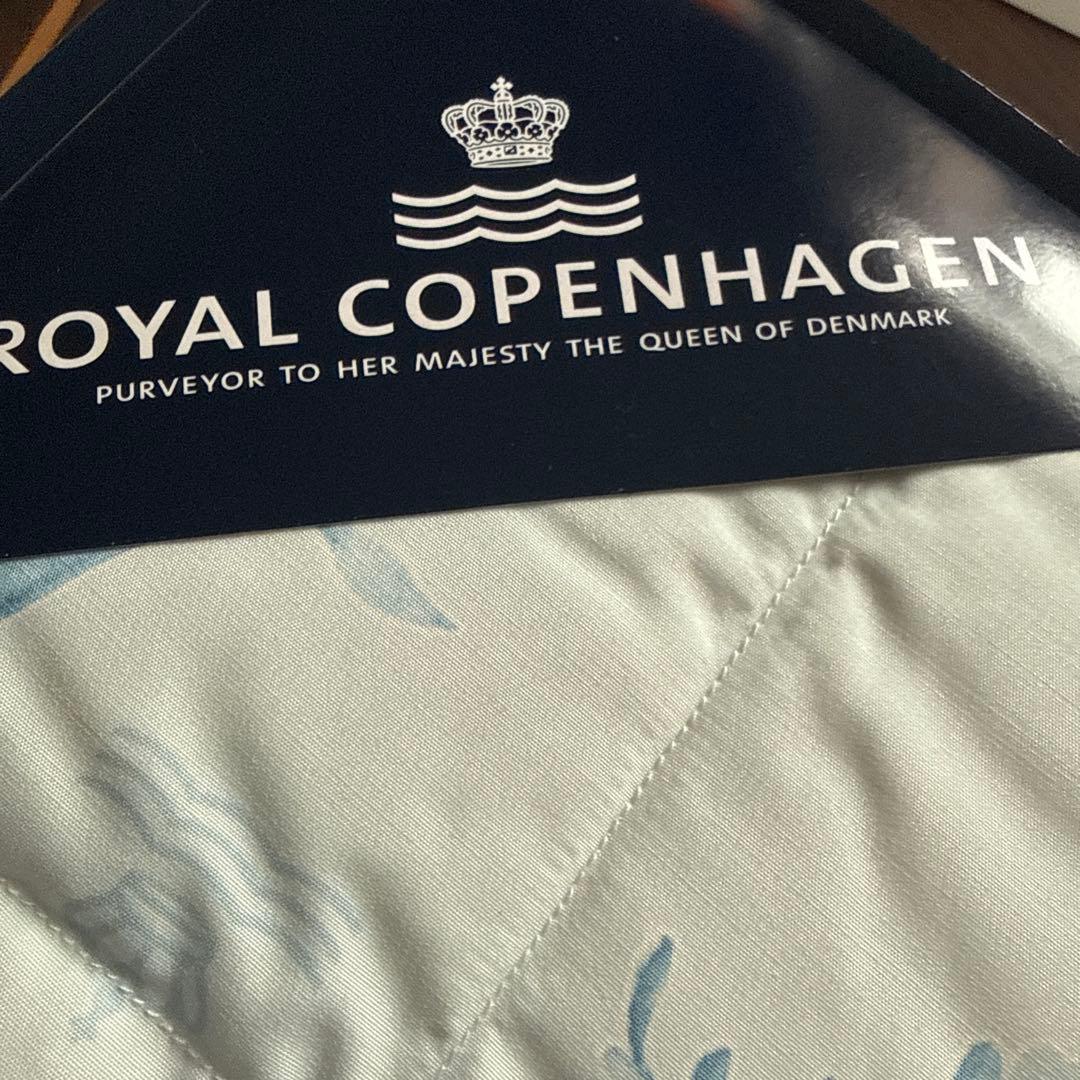 ROYAL COPENHAGEN
PURVEYOR TO HER MAJESTY THE QUEEN OF DENMARK